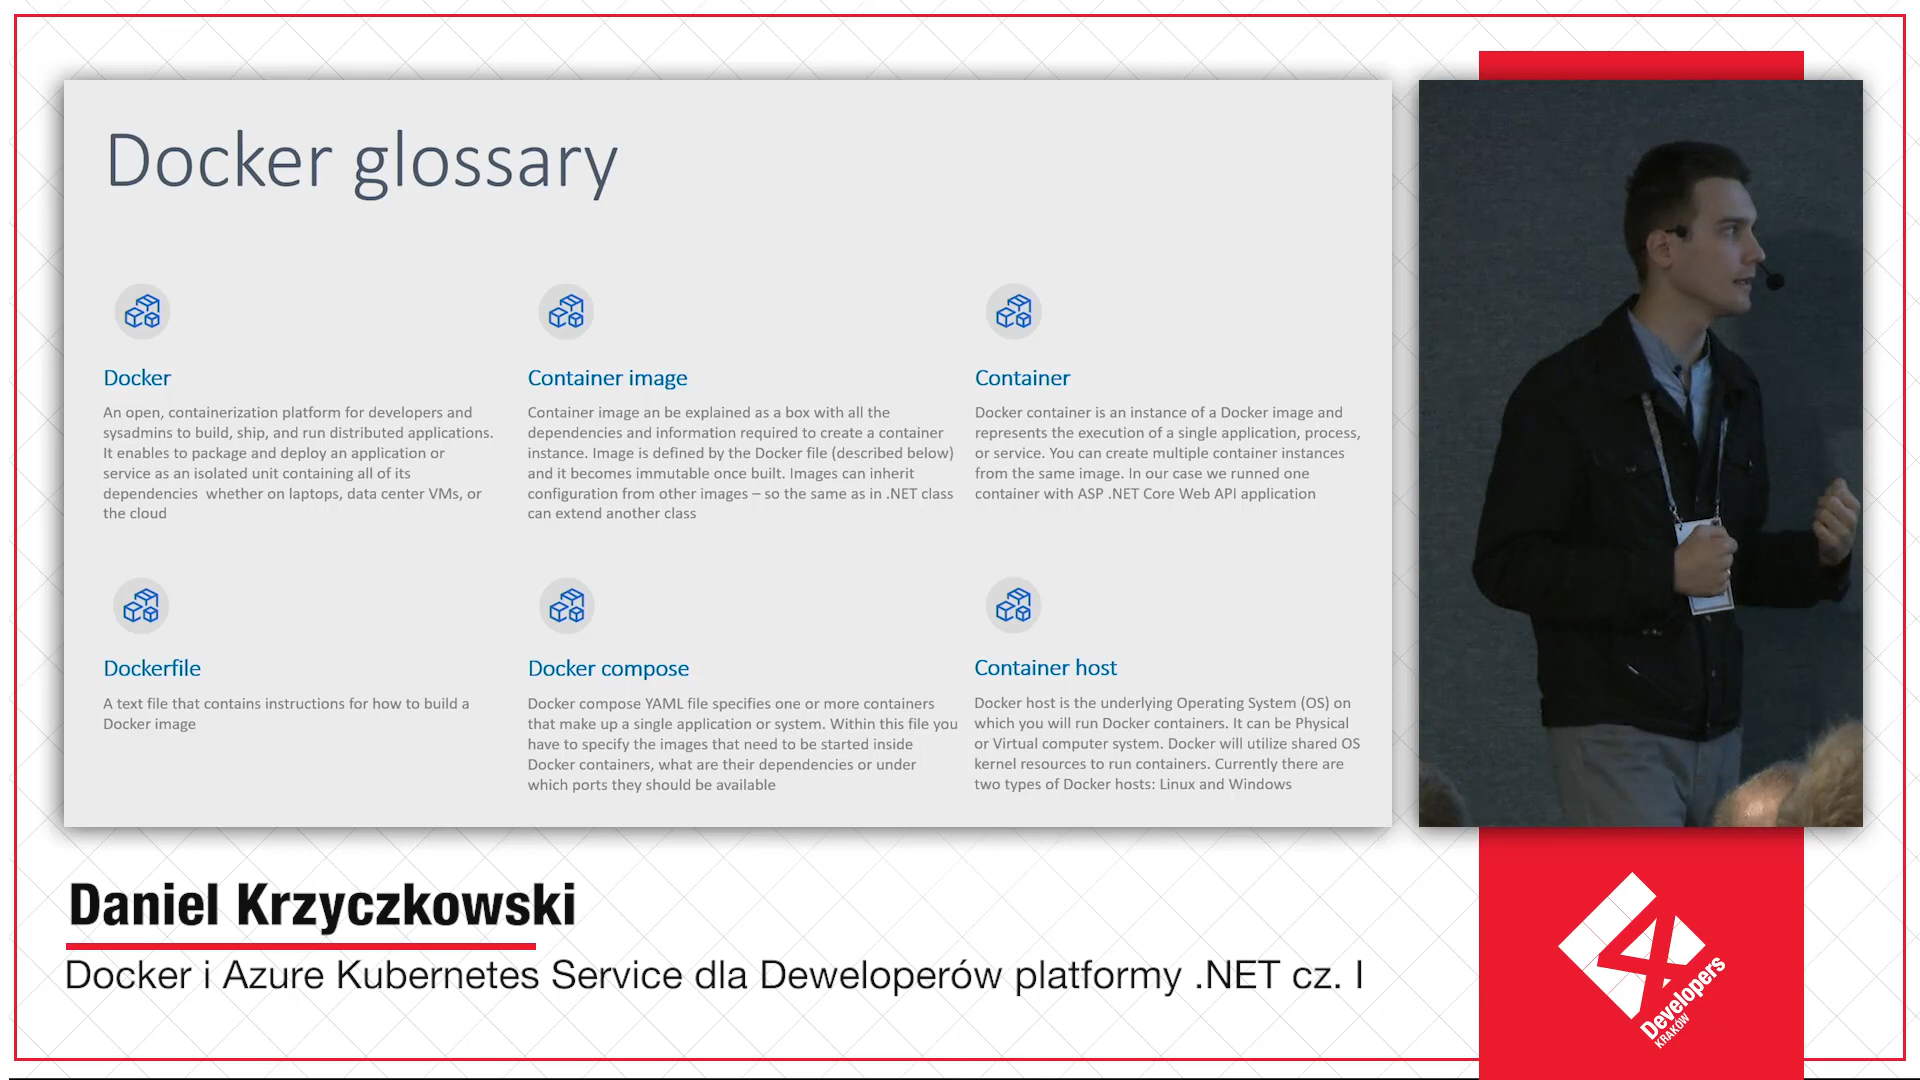 Docker glossary
Docker
An open, containerization platform for developers and
sysadmins to build, ship, and run distributed applications.
It enables to package and deploy an application or
service as an isolated unit containing all of its
dependencies  whether on laptops, data center VMs, or
the cloud
Container image
Container image an be explained as a box with all the
dependencies and information required to create a container
instance. Image is defined by the Docker file (described below)
and it becomes immutable once built. Images can inherit
configuration from other images – so the same as in .NET class
can extend another class
Container
Docker container is an instance of a Docker image and
represents the execution of a single application, process,
or service. You can create multiple container instances
from the same image. In our case we runned one
container with ASP .NET Core Web API application
Dockerfile
A text file that contains instructions for how to build a
Docker image
Docker compose
Docker compose YAML file specifies one or more containers
that make up a single application or system. Within this file you
have to specify the images that need to be started inside
Docker containers, what are their dependencies or under
which ports they should be available
Container host
Docker host is the underlying Operating System (OS) on
which you will run Docker containers. It can be Physical
or Virtual computer system. Docker will utilize shared OS
kernel resources to run containers. Currently there are
two types of Docker hosts: Linux and Windows
Daniel Krzyczkowski
Docker i Azure Kubernetes Service dla Deweloperów platformy .NET cz. I
4
Developers
KRAKÓW